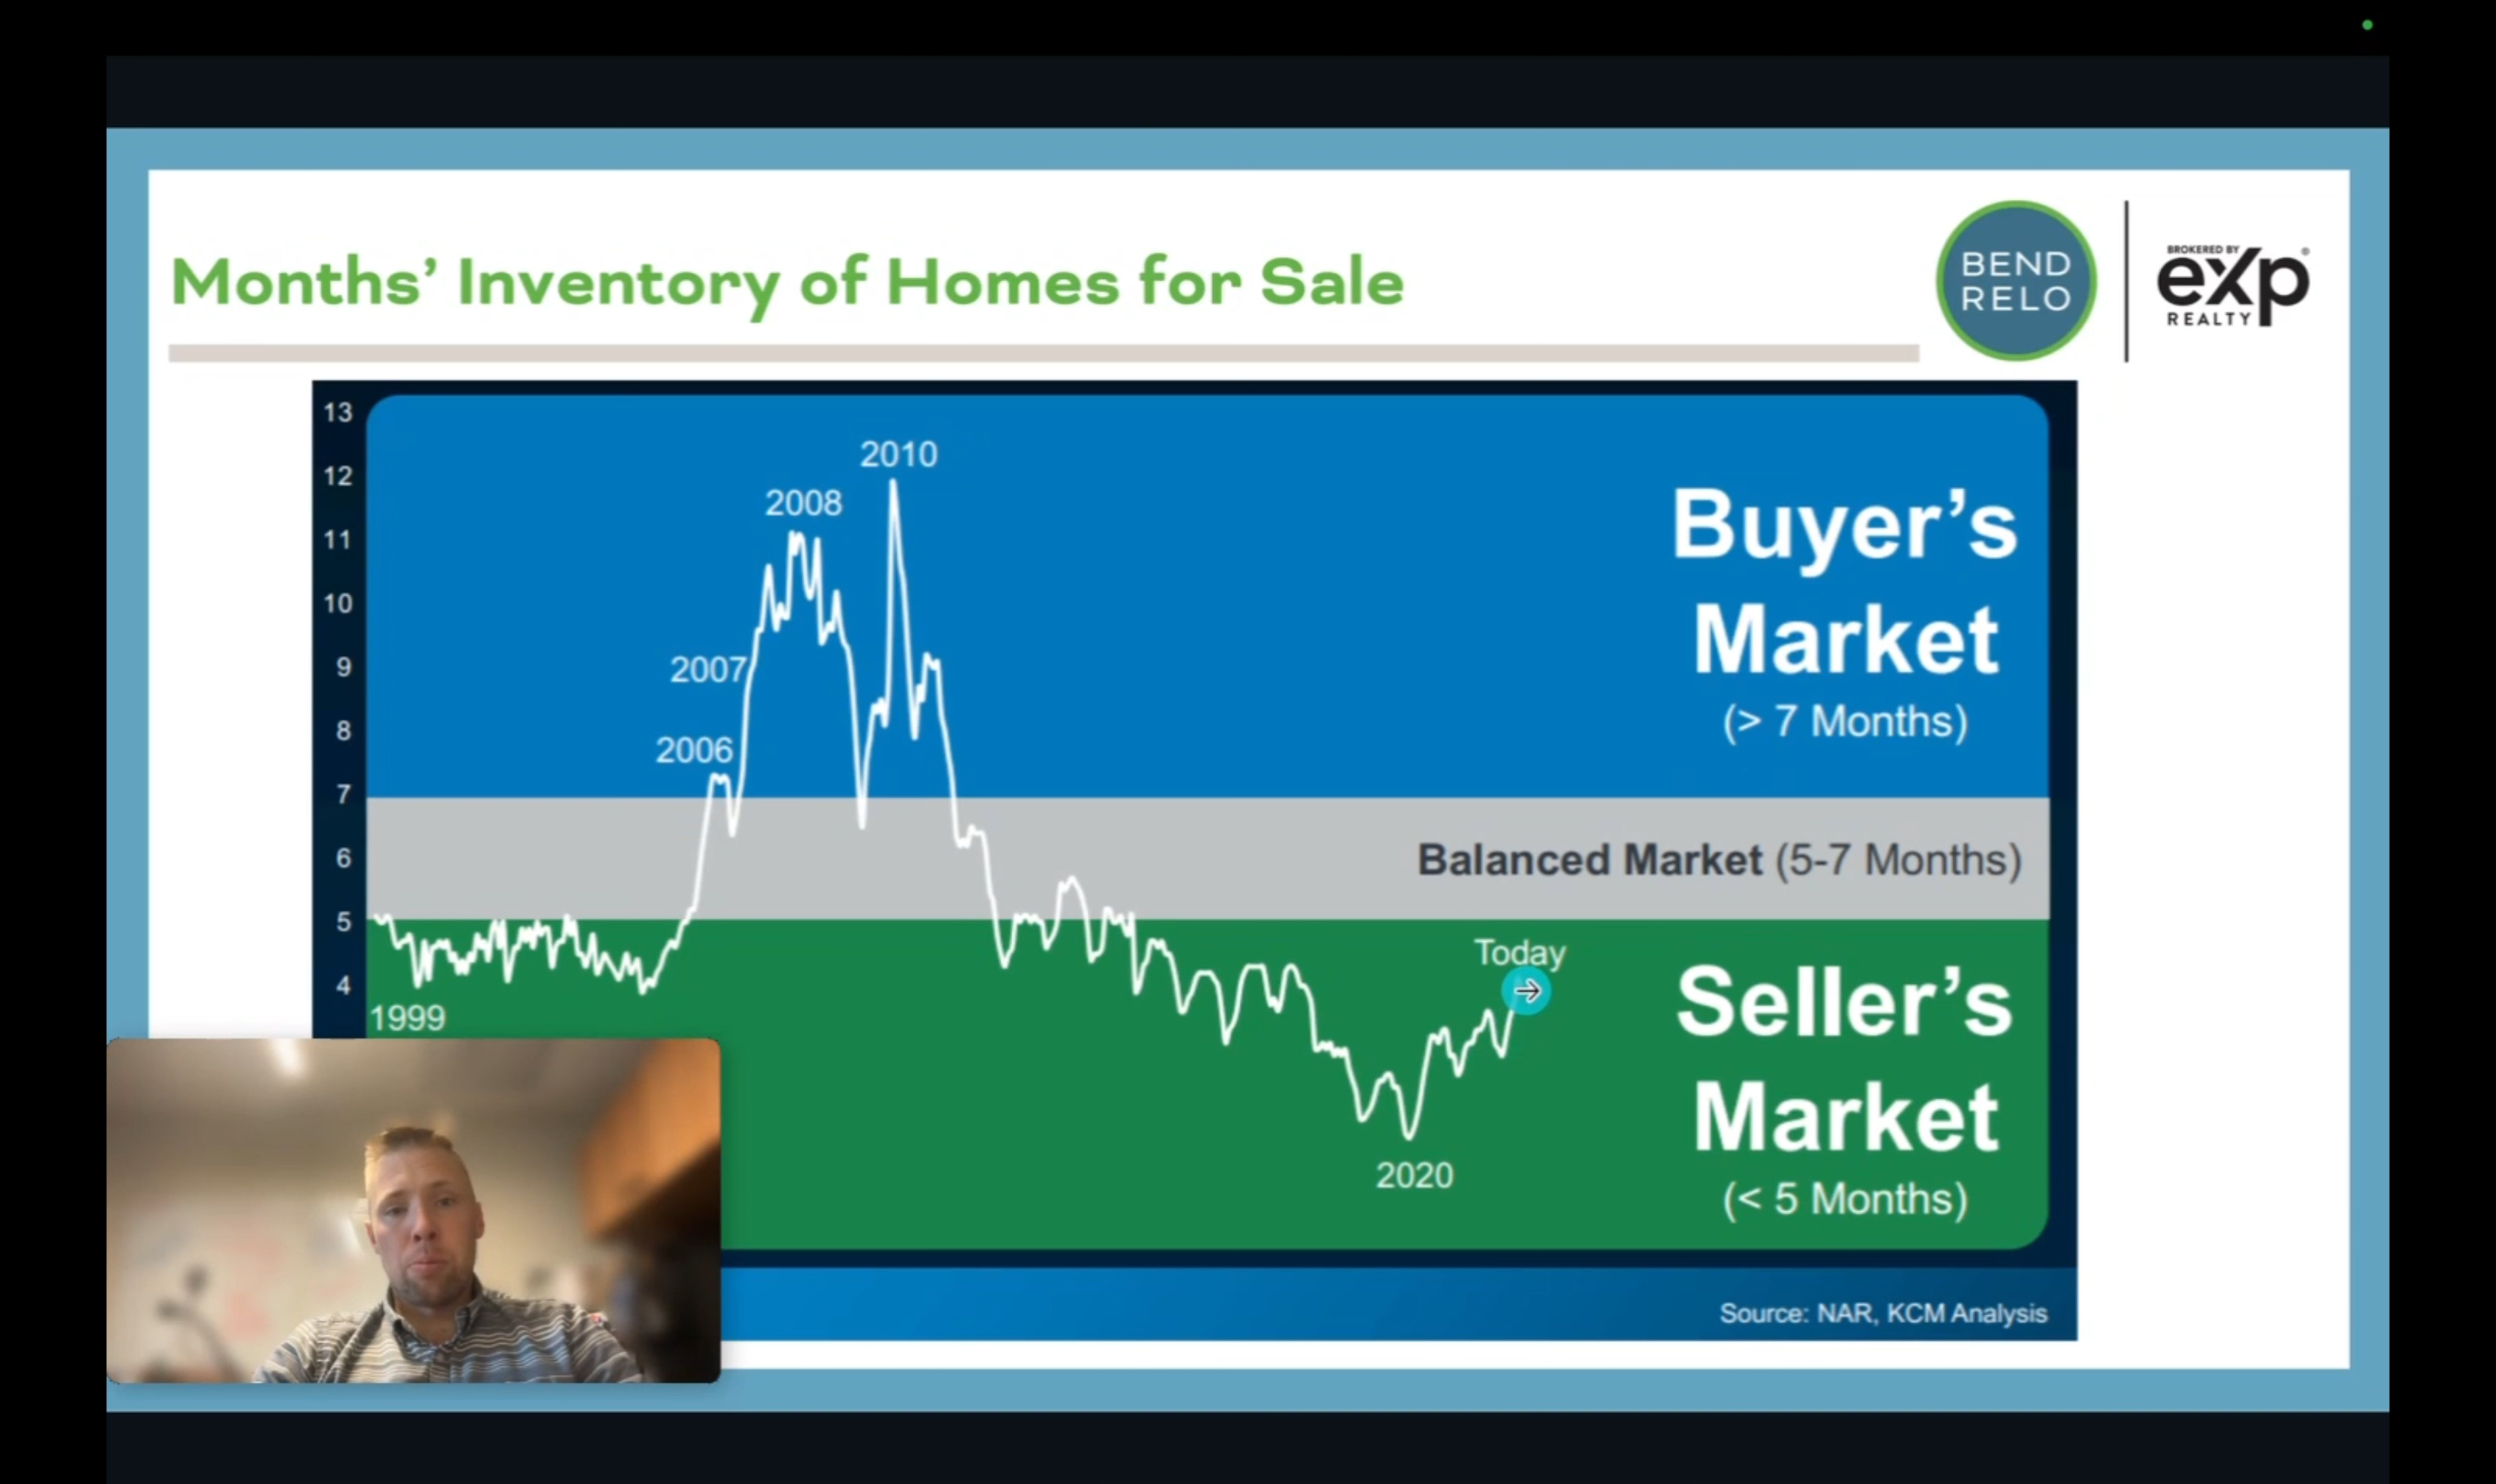 Months’ Inventory of Homes for Sale
BEND
RELO
BROKERED BY
eXp®
REALTY
13
12
11
10
9
8
7
6
5
4
2010
2008
2007
2006
1999
Today
2020
Buyer’s
Market
(> 7 Months)
Balanced Market (5-7 Months)
Seller’s
Market
(< 5 Months)
Source: NAR, KCM Analysis